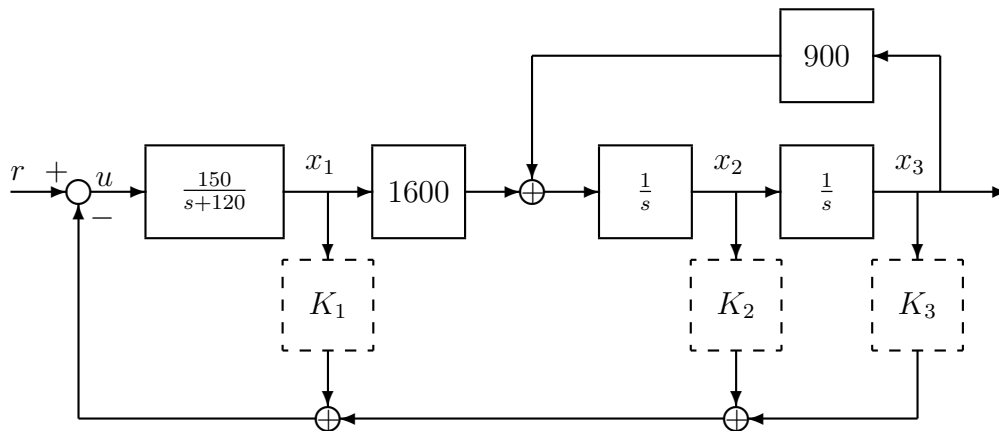 900
r + u 150/(s+120) x₁ 1600 + 1/s x₂ 1/s x₃
−
K₁ K₂ K₃
+ +